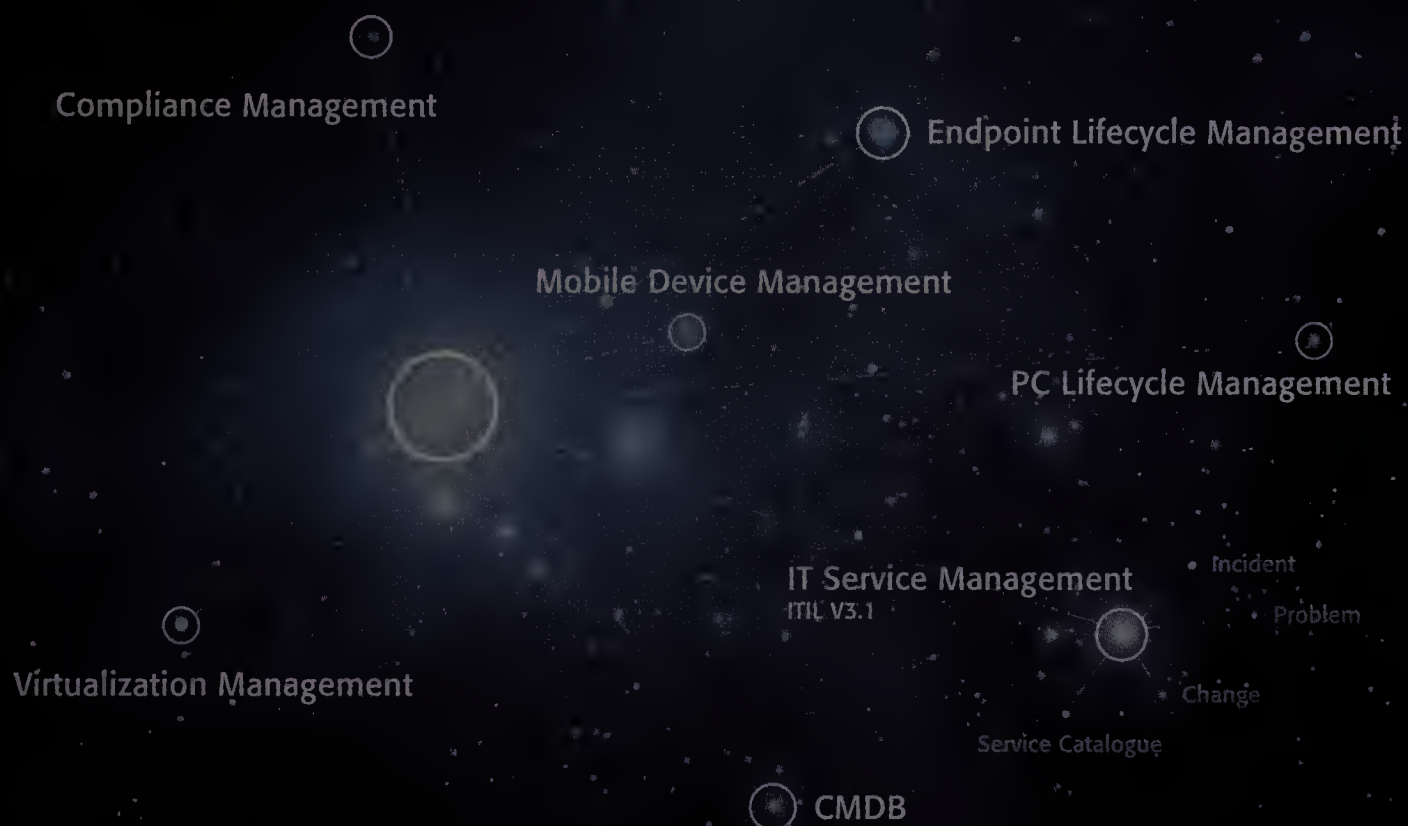 Compliance Management
Endpoint Lifecycle Management
Mobile Device Management
PC Lifecycle Management
IT Service Management
ITIL V3.1
Incident
Problem
Virtualization Management
Change
Service Catalogue
CMDB